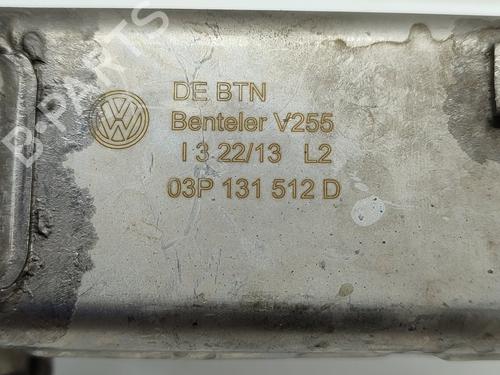 DE BTN
Benteler V255
I 3 22/13 L2
03P 131 512 D
B-PARTS